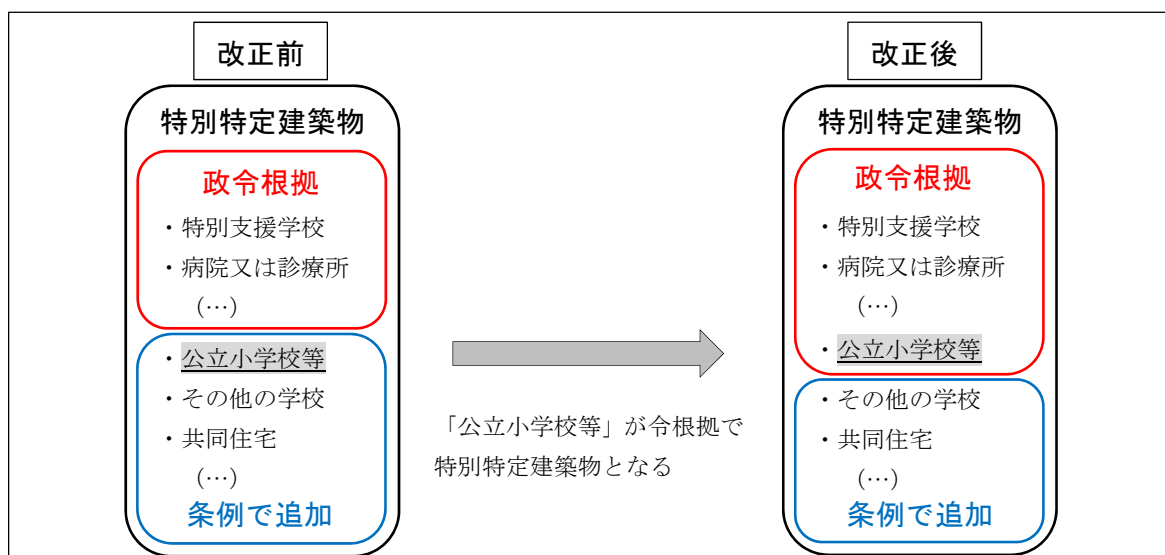 改正前
特別特定建築物
政令根拠
・特別支援学校
・病院又は診療所
(…)
・公立小学校等
・その他の学校
・共同住宅
(…)
条例で追加
「公立小学校等」が令根拠で
特別特定建築物となる
改正後
特別特定建築物
政令根拠
・特別支援学校
・病院又は診療所
(…)
・公立小学校等
・その他の学校
・共同住宅
(…)
条例で追加